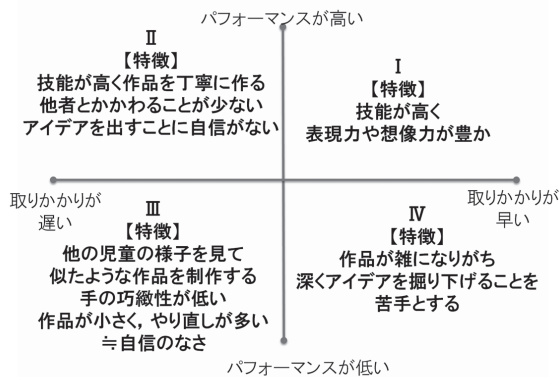 パフォーマンスが高い
Ⅱ
【特徴】
技能が高く作品を丁寧に作る
他者とかかわることが少ない
アイデアを出すことに自信がない
Ⅰ
【特徴】
技能が高く
表現力や想像力が豊か
取りかかりが
遅い
取りかかりが
早い
Ⅲ
【特徴】
他の児童の様子を見て
似たような作品を制作する
手の巧緻性が低い
作品が小さく，やり直しが多い
≒自信のなさ
Ⅳ
【特徴】
作品が雑になりがち
深くアイデアを掘り下げることを
苦手とする
パフォーマンスが低い